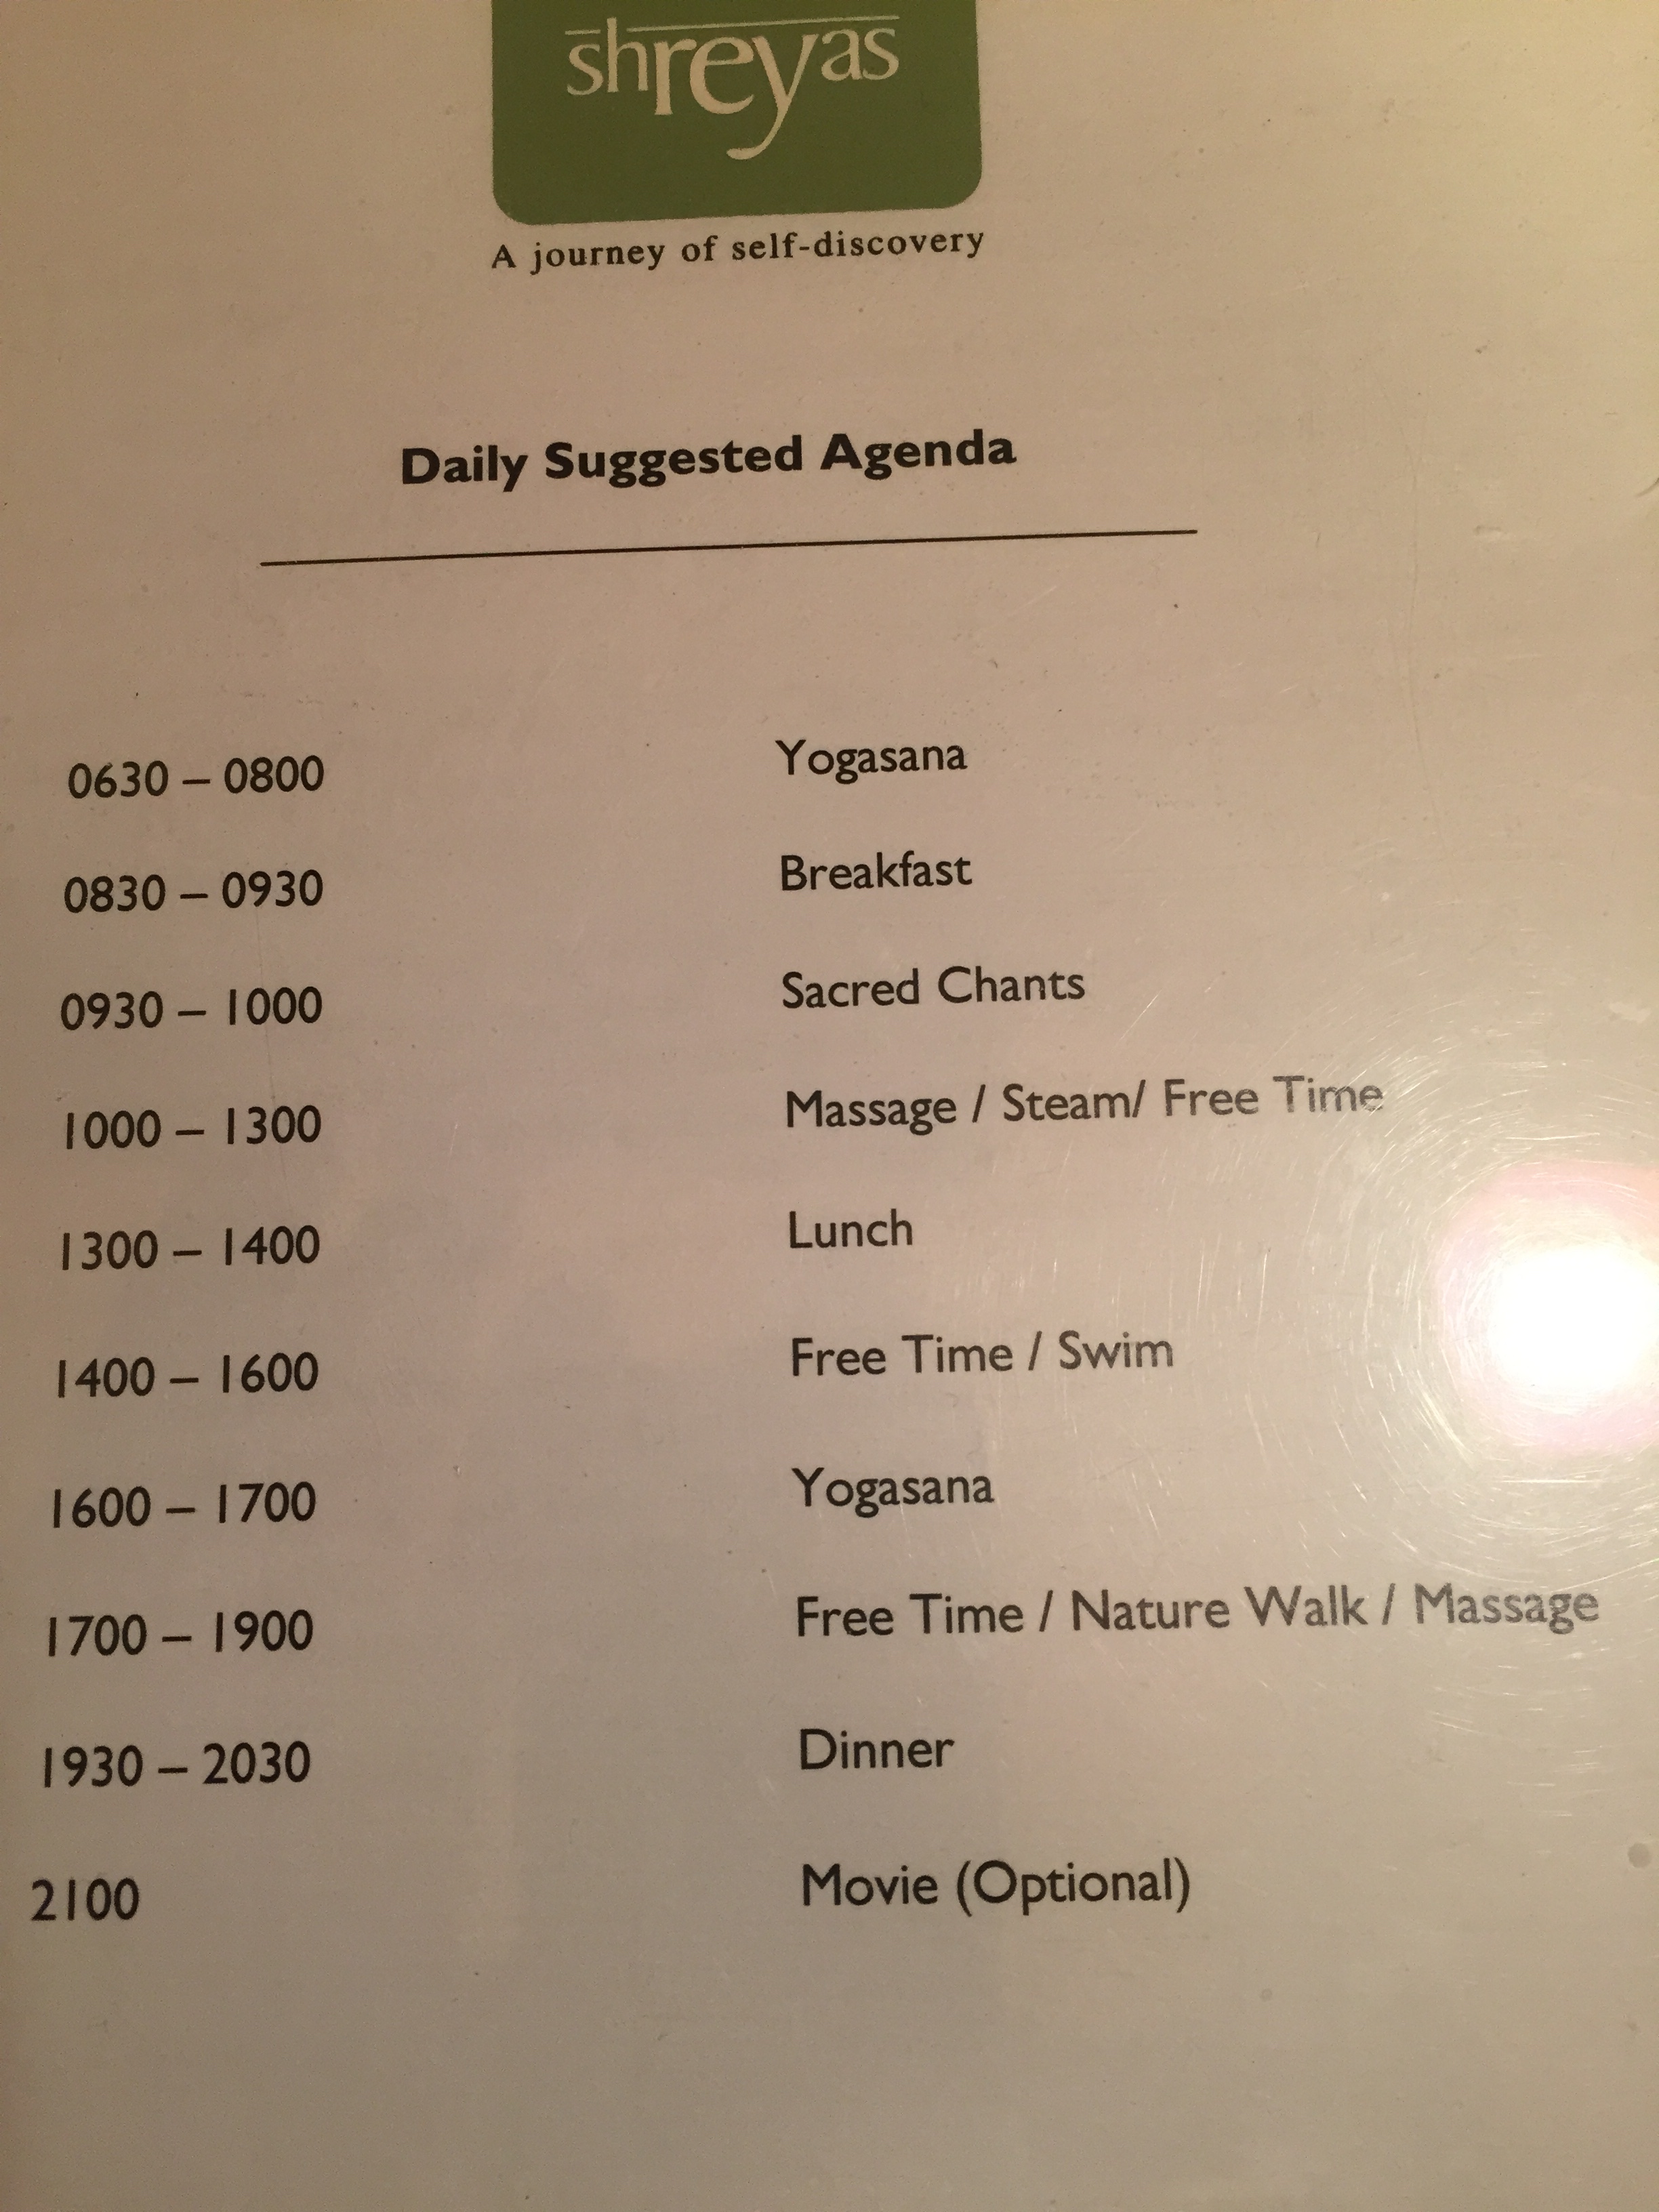 shreyas
A journey of self-discovery
Daily Suggested Agenda
0630 – 0800 Yogasana
0830 – 0930 Breakfast
0930 – 1000 Sacred Chants
1000 – 1300 Massage / Steam/ Free Time
1300 – 1400 Lunch
1400 – 1600 Free Time / Swim
1600 – 1700 Yogasana
1700 – 1900 Free Time / Nature Walk / Massage
1930 – 2030 Dinner
2100 Movie (Optional)